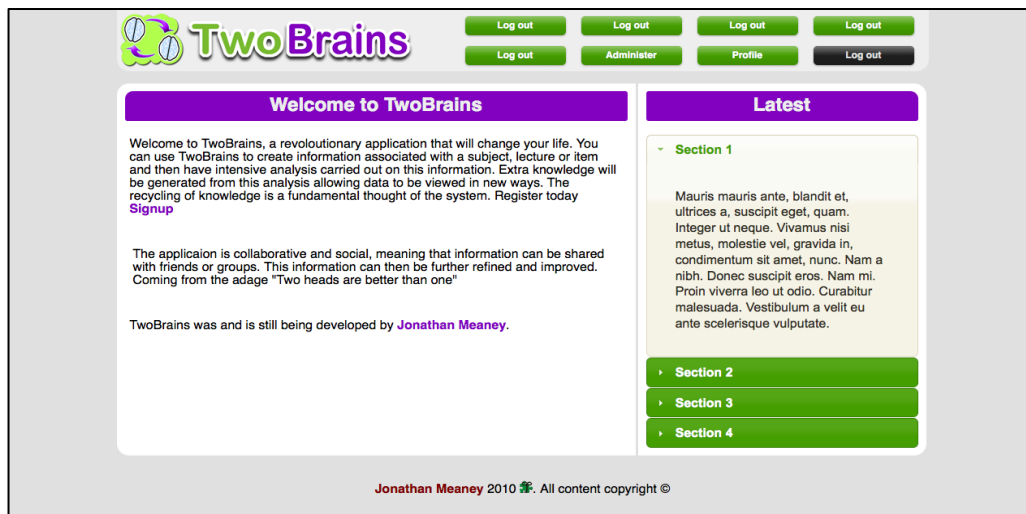 TwoBrains
Log out Log out Log out Log out
Log out Administer Profile Log out
Welcome to TwoBrains
Welcome to TwoBrains, a revoloutionary application that will change your life. You
can use TwoBrains to create information associated with a subject, lecture or item
and then have intensive analysis carried out on this information. Extra knowledge will
be generated from this analysis allowing data to be viewed in new ways. The
recycling of knowledge is a fundamental thought of the system. Register today
Signup
The applicaion is collaborative and social, meaning that information can be shared
with friends or groups. This information can then be further refined and improved.
Coming from the adage "Two heads are better than one"
TwoBrains was and is still being developed by Jonathan Meaney.
Latest
Section 1
Mauris mauris ante, blandit et,
ultrices a, suscipit eget, quam.
Integer ut neque. Vivamus nisi
metus, molestie vel, gravida in,
condimentum sit amet, nunc. Nam a
nibh. Donec suscipit eros. Nam mi.
Proin viverra leo ut odio. Curabitur
malesuada. Vestibulum a velit eu
ante scelerisque vulputate.
Section 2
Section 3
Section 4
Jonathan Meaney 2010 . All content copyright ©